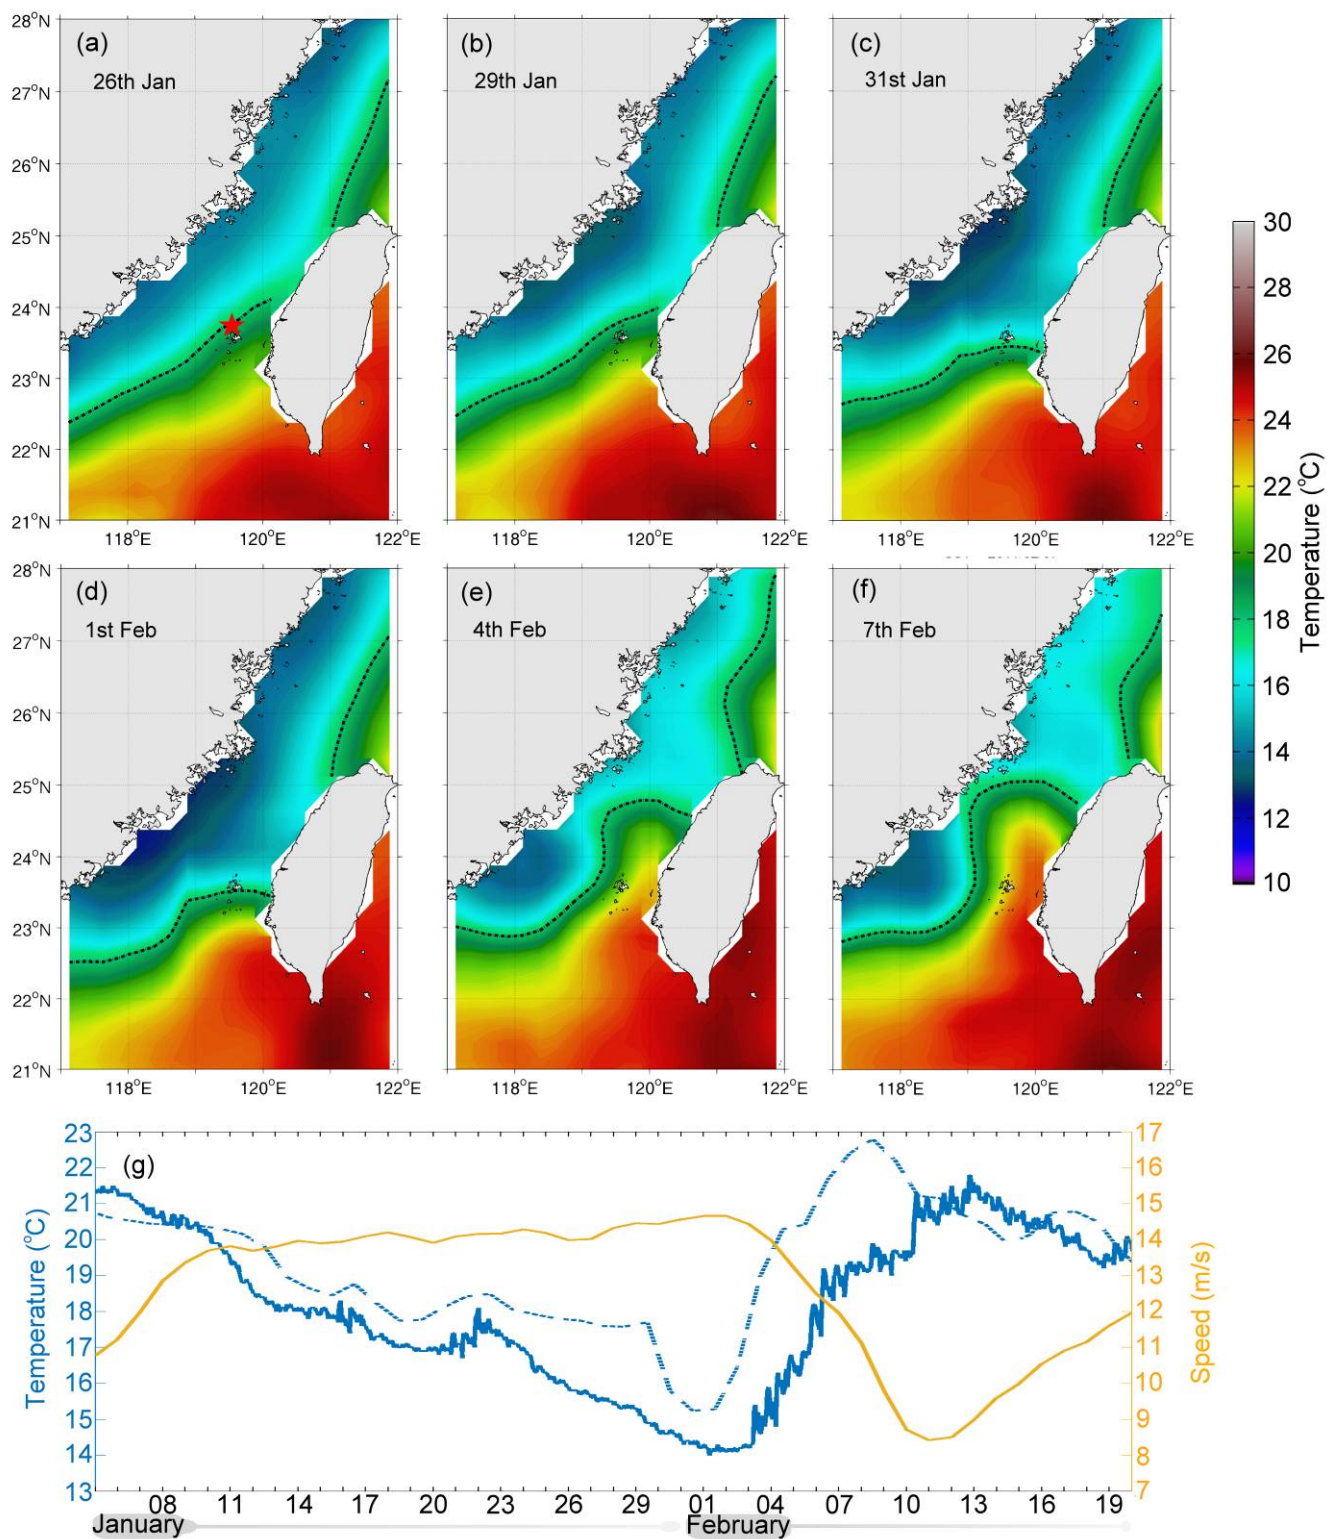 28°N
27°N
26°N
25°N
24°N
23°N
22°N
21°N
(a)
26th Jan
118°E 120°E 122°E
(b)
29th Jan
118°E 120°E 122°E
(c)
31st Jan
118°E 120°E 122°E
28°N
27°N
26°N
25°N
24°N
23°N
22°N
21°N
(d)
1st Feb
118°E 120°E 122°E
(e)
4th Feb
118°E 120°E 122°E
(f)
7th Feb
118°E 120°E 122°E
30
28
26
24
22
20
18
16
14
12
10
Temperature (°C)
(g)
23
22
21
20
19
18
17
16
15
14
13
Temperature (°C)
17
16
15
14
13
12
11
10
9
8
7
Speed (m/s)
08 11 14 17 20 23 26 29 01 04 07 10 13 16 19
January February